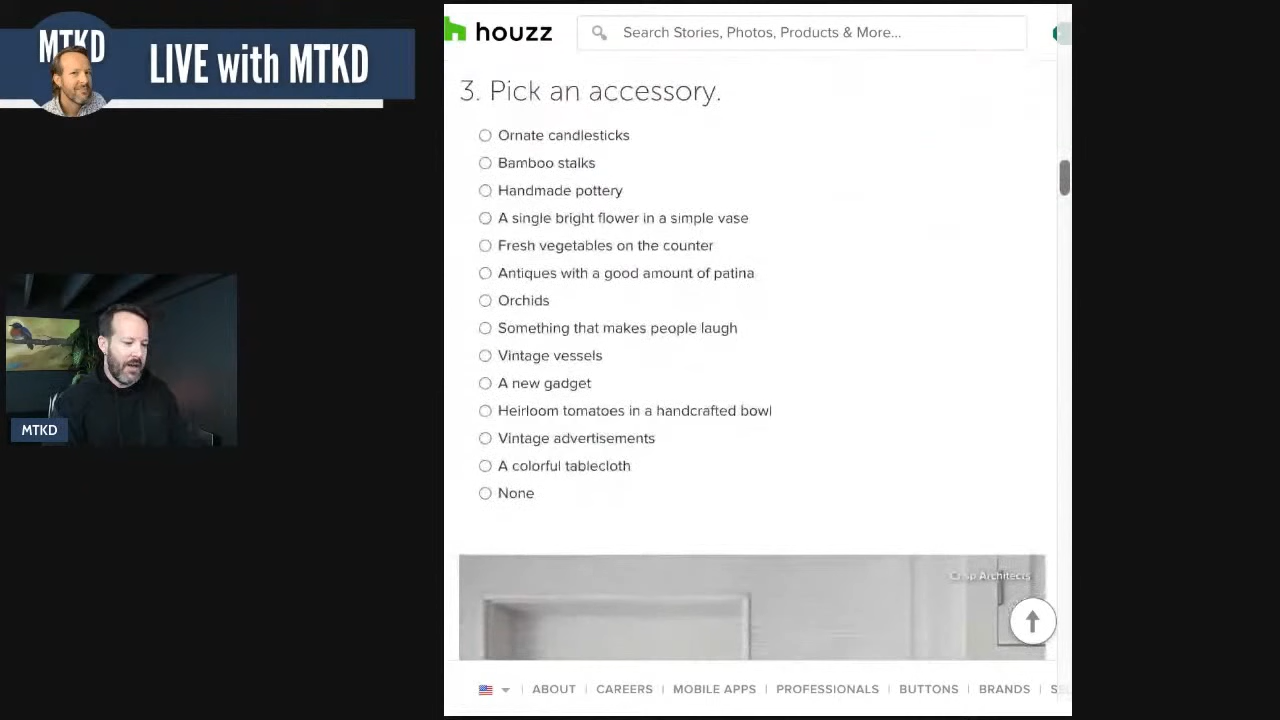 MTKD
LIVE with MTKD
MTKD
houzz
Search Stories, Photos, Products & More...
3. Pick an accessory.
Ornate candlesticks
Bamboo stalks
Handmade pottery
A single bright flower in a simple vase
Fresh vegetables on the counter
Antiques with a good amount of patina
Orchids
Something that makes people laugh
Vintage vessels
A new gadget
Heirloom tomatoes in a handcrafted bowl
Vintage advertisements
A colorful tablecloth
None
Crisp Architects
ABOUT | CAREERS | MOBILE APPS | PROFESSIONALS | BUTTONS | BRANDS |